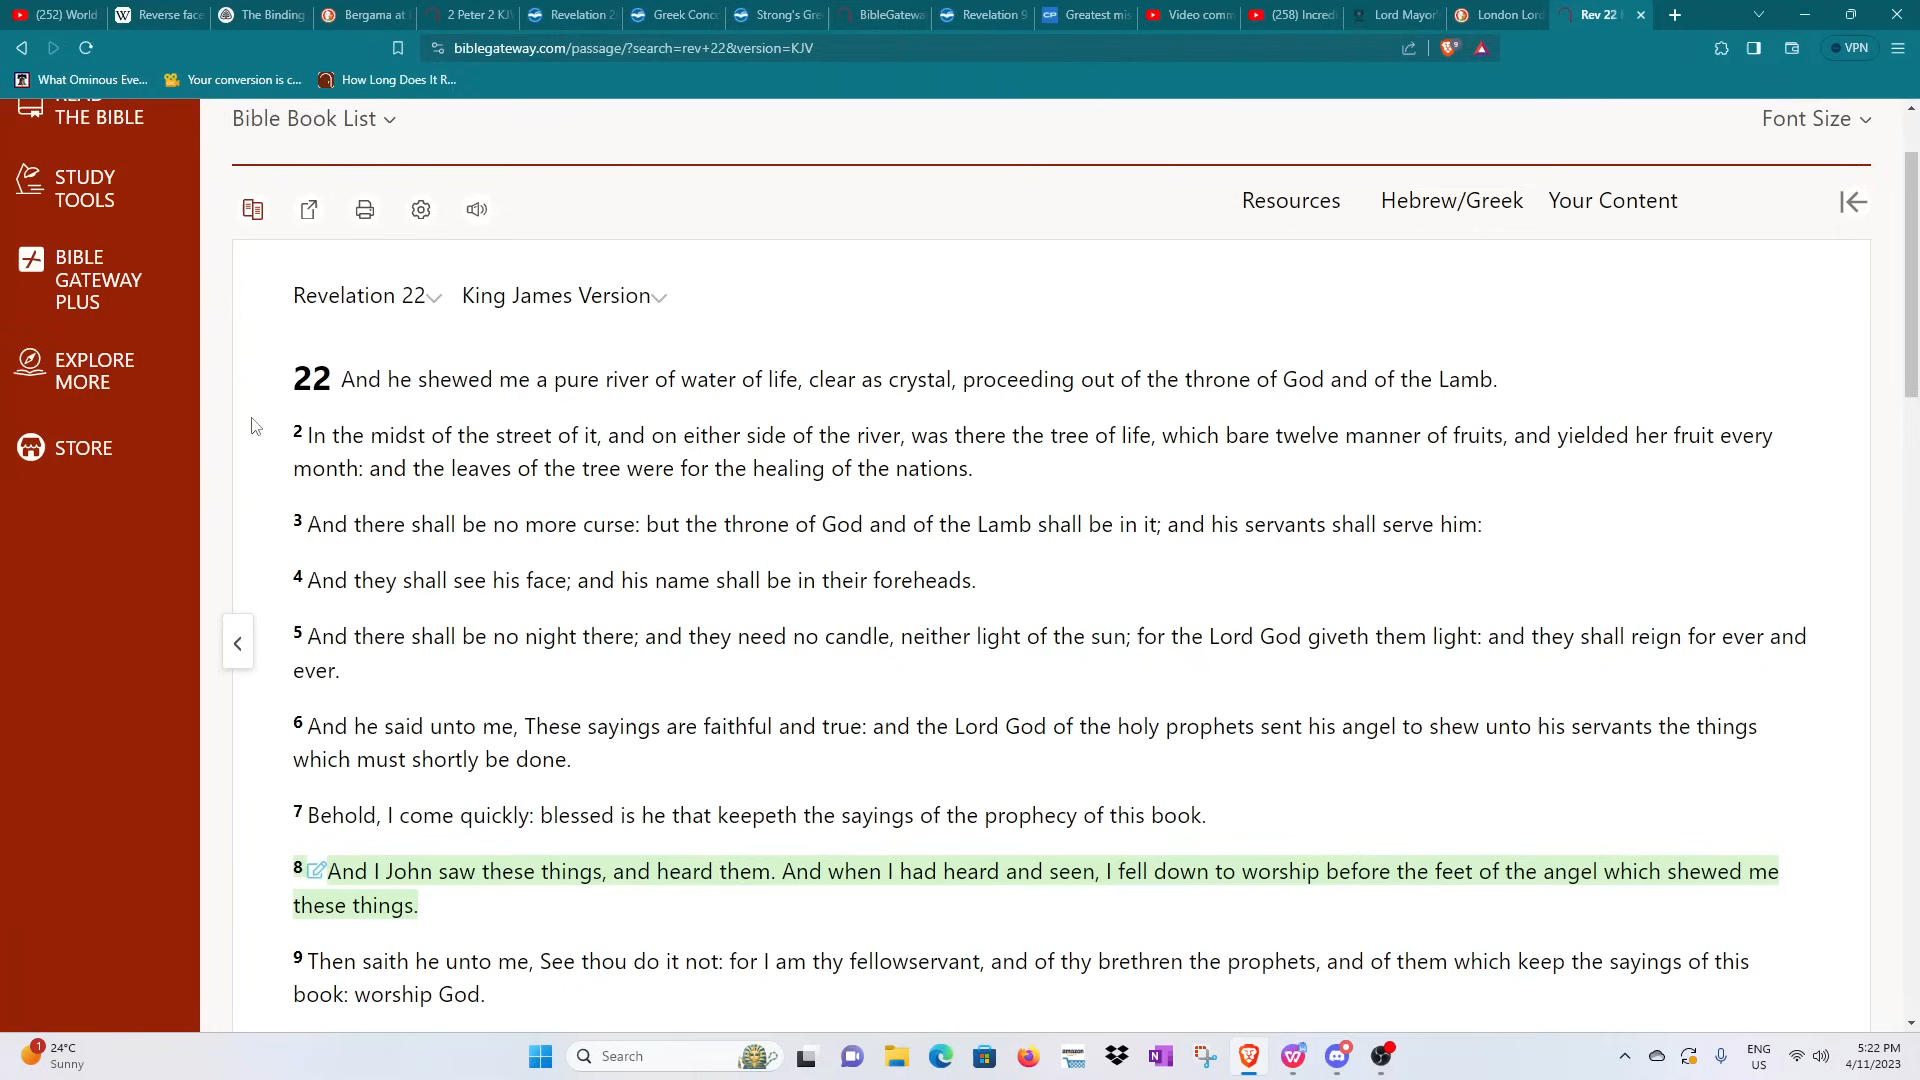 (252) World
Reverse face
The Binding
Bergama at
2 Peter 2 KJV
Revelation 2
Greek Conc
Strong's Gre
BibleGatewa
Revelation 9
Greatest mis
Video comm
(258) Incred
Lord Mayor'
London Lord
Rev 22
biblegateway.com/passage/?search=rev+22&version=KJV
VPN
What Ominous Eve...
Your conversion is c...
How Long Does It R...
READ
THE BIBLE
STUDY
TOOLS
BIBLE
GATEWAY
PLUS
EXPLORE
MORE
STORE
Bible Book List
Font Size
Resources
Hebrew/Greek
Your Content
Revelation 22 King James Version
22 And he shewed me a pure river of water of life, clear as crystal, proceeding out of the throne of God and of the Lamb.
2 In the midst of the street of it, and on either side of the river, was there the tree of life, which bare twelve manner of fruits, and yielded her fruit every
month: and the leaves of the tree were for the healing of the nations.
3 And there shall be no more curse: but the throne of God and of the Lamb shall be in it; and his servants shall serve him:
4 And they shall see his face; and his name shall be in their foreheads.
5 And there shall be no night there; and they need no candle, neither light of the sun; for the Lord God giveth them light: and they shall reign for ever and
ever.
6 And he said unto me, These sayings are faithful and true: and the Lord God of the holy prophets sent his angel to shew unto his servants the things
which must shortly be done.
7 Behold, I come quickly: blessed is he that keepeth the sayings of the prophecy of this book.
8 And I John saw these things, and heard them. And when I had heard and seen, I fell down to worship before the feet of the angel which shewed me
these things.
9 Then saith he unto me, See thou do it not: for I am thy fellowservant, and of thy brethren the prophets, and of them which keep the sayings of this
book: worship God.
1
24°C
Sunny
Search
amazon
ENG
US
5:22 PM
4/11/2023